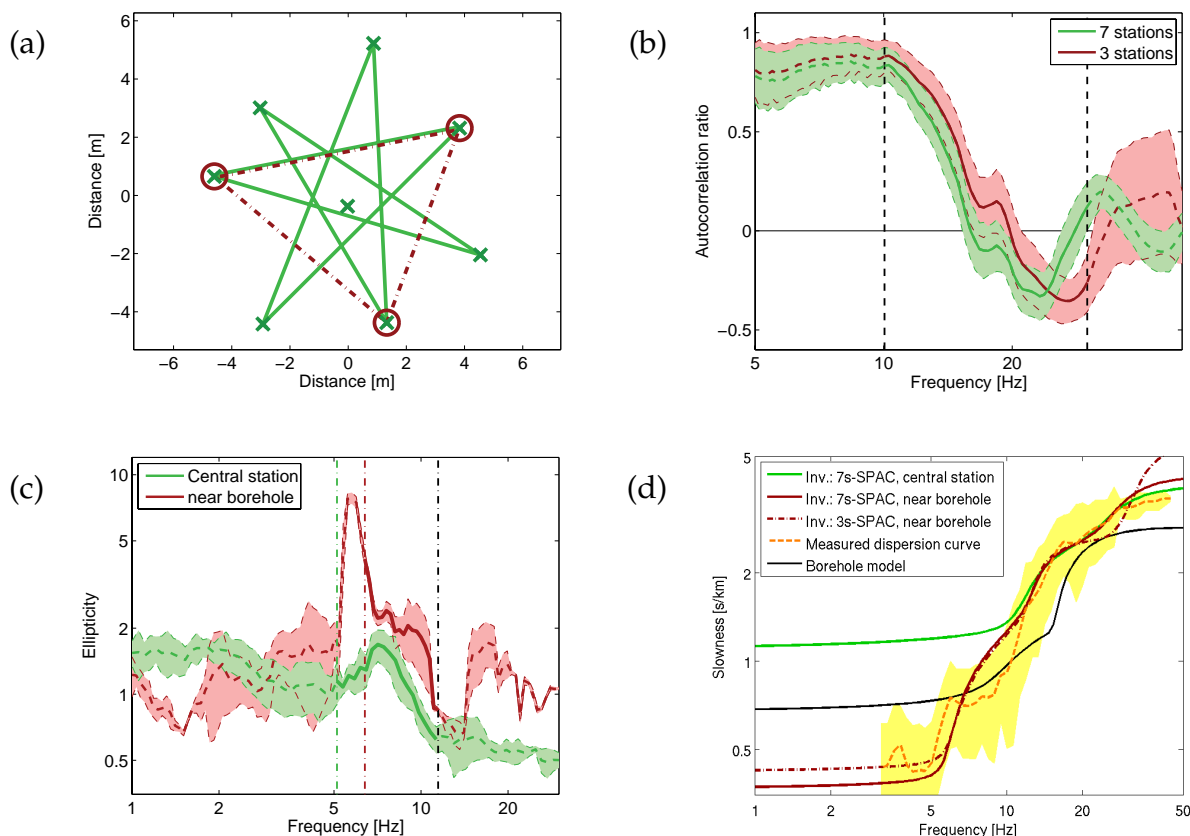 (a)
6
4
2
0
−2
−4
Distance [m]
−6 −4 −2 0 2 4 6
Distance [m]
(b)
1
0.5
0
−0.5
Autocorrelation ratio
7 stations
3 stations
5 10 20
Frequency [Hz]
(c)
12
10
5
2
1
0.5
Ellipticity
Central station
near borehole
1 2 5 10 20
Frequency [Hz]
(d)
5
2
1
0.5
Slowness [s/km]
Inv.: 7s-SPAC, central station
Inv.: 7s-SPAC, near borehole
Inv.: 3s-SPAC, near borehole
Measured dispersion curve
Borehole model
1 2 5 10 20 50
Frequency [Hz]